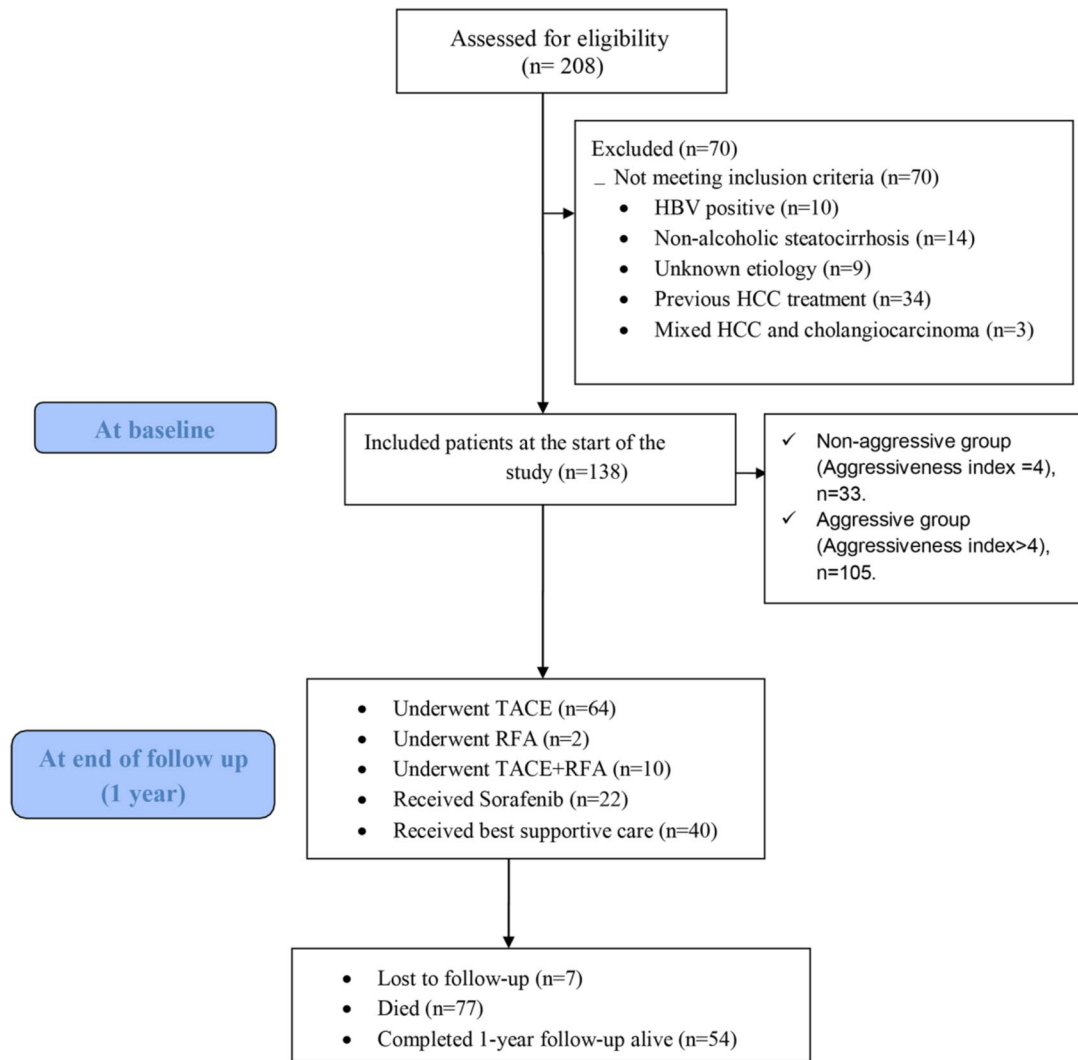 Assessed for eligibility
(n= 208)
Excluded (n=70)
_ Not meeting inclusion criteria (n=70)
• HBV positive (n=10)
• Non-alcoholic steatocirrhosis (n=14)
• Unknown etiology (n=9)
• Previous HCC treatment (n=34)
• Mixed HCC and cholangiocarcinoma (n=3)
At baseline
Included patients at the start of the
study (n=138)
✓ Non-aggressive group
(Aggressiveness index =4),
n=33.
✓ Aggressive group
(Aggressiveness index>4),
n=105.
At end of follow up
(1 year)
• Underwent TACE (n=64)
• Underwent RFA (n=2)
• Underwent TACE+RFA (n=10)
• Received Sorafenib (n=22)
• Received best supportive care (n=40)
• Lost to follow-up (n=7)
• Died (n=77)
• Completed 1-year follow-up alive (n=54)